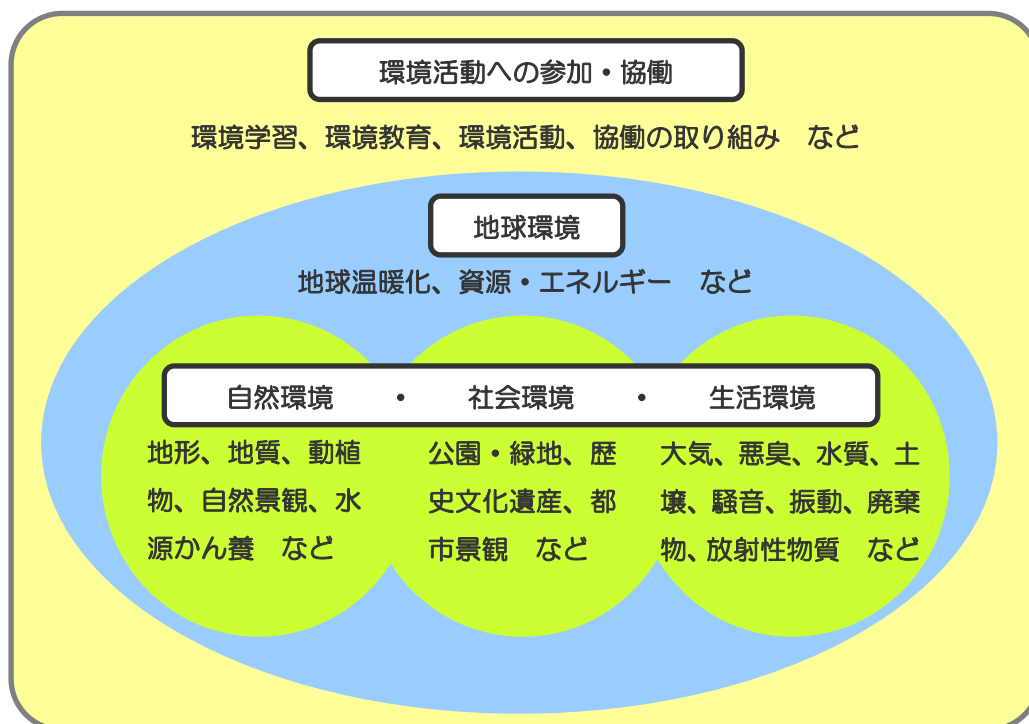 環境活動への参加・協働
環境学習、環境教育、環境活動、協働の取り組み　など
地球環境
地球温暖化、資源・エネルギー　など
自然環境　・　社会環境　・　生活環境
地形、地質、動植
物、自然景観、水
源かん養　など
公園・緑地、歴
史文化遺産、都
市景観　など
大気、悪臭、水質、土
壌、騒音、振動、廃棄
物、放射性物質　など